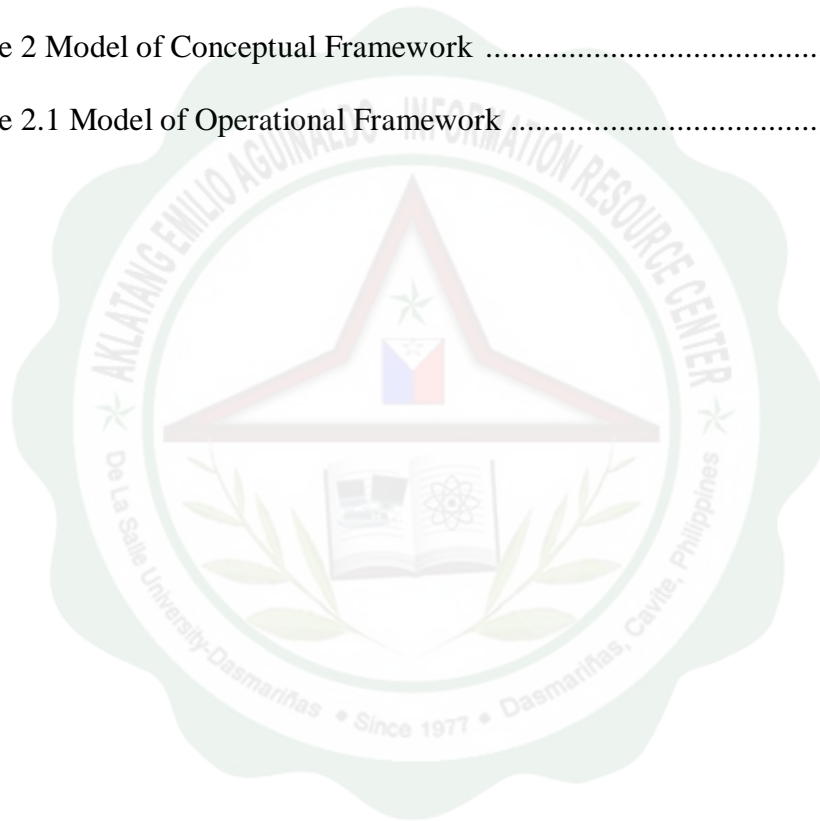 e 2 Model of Conceptual Framework ........................................
e 2.1 Model of Operational Framework .....................................
AKLATANG EMILIO AGUINALDO - INFORMATION RESOURCE CENTER
De La Salle University-Dasmariñas • Since 1977 • Dasmariñas, Cavite, Philippines